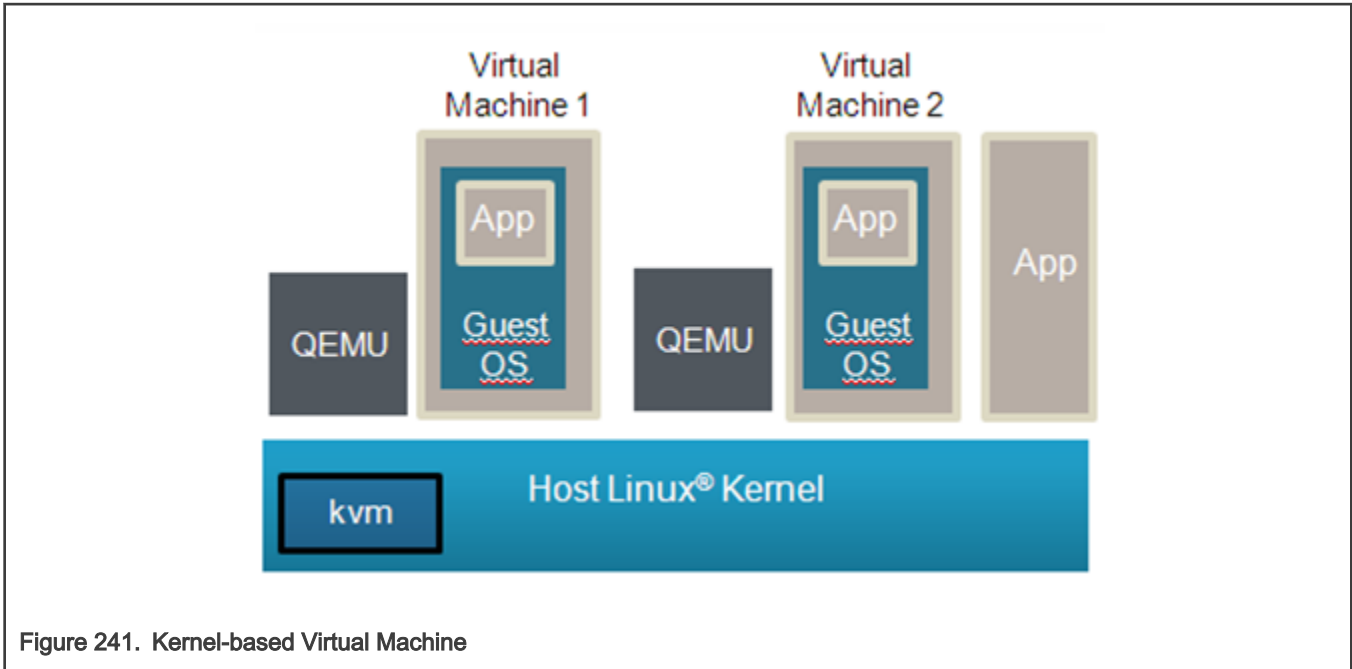 Virtual
Machine 1
Virtual
Machine 2
App
App
App
QEMU
Guest
OS
QEMU
Guest
OS
kvm
Host Linux® Kernel
Figure 241. Kernel-based Virtual Machine